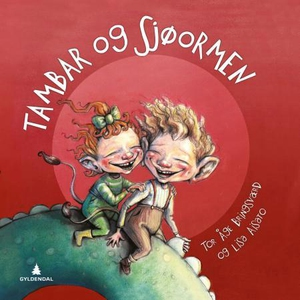 TAMBAR OG SJØORMEN
TOR ÅGE BRINGSVÆRD
OG LISA AISATO
GYLDENDAL